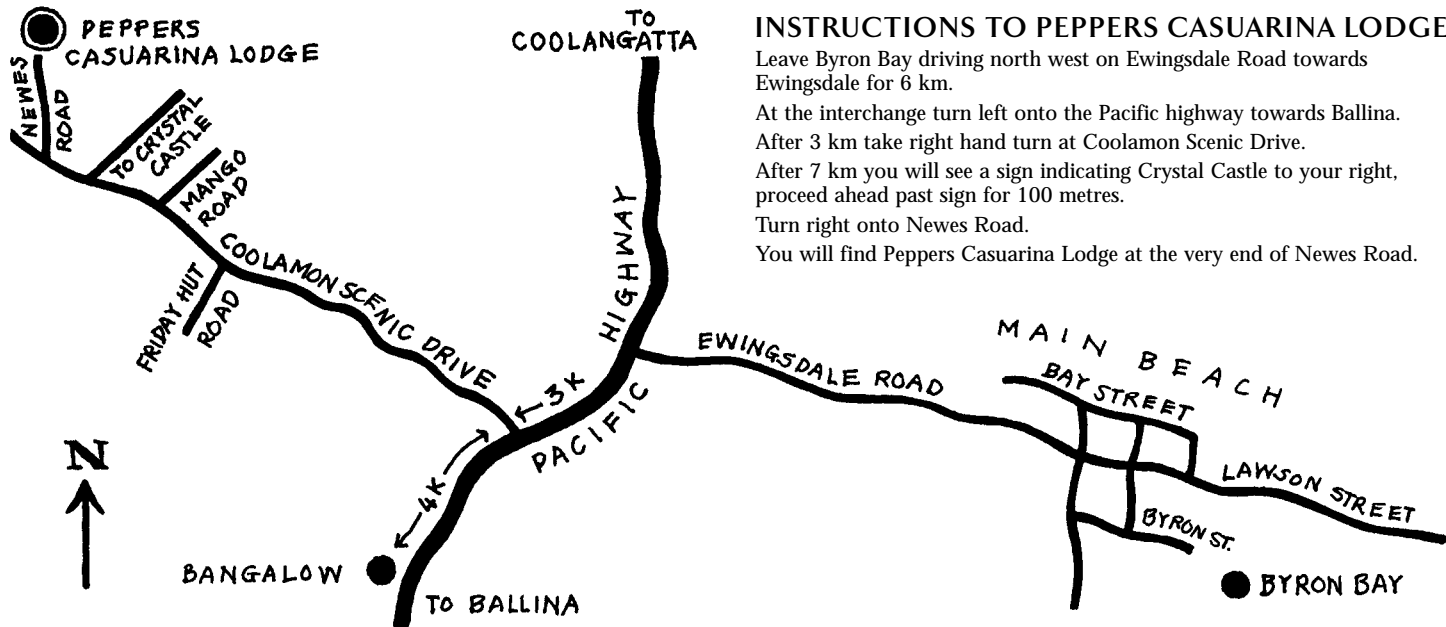 INSTRUCTIONS TO PEPPERS CASUARINA LODGE
Leave Byron Bay driving north west on Ewingsdale Road towards
Ewingsdale for 6 km.
At the interchange turn left onto the Pacific highway towards Ballina.
After 3 km take right hand turn at Coolamon Scenic Drive.
After 7 km you will see a sign indicating Crystal Castle to your right,
proceed ahead past sign for 100 metres.
Turn right onto Newes Road.
You will find Peppers Casuarina Lodge at the very end of Newes Road.
PEPPERS
CASUARINA LODGE
TO
COOLANGATTA
NEWES
ROAD
TO CRYSTAL
CASTLE
MANGO
ROAD
COOLAMON SCENIC DRIVE
FRIDAY HUT
ROAD
HIGHWAY
PACIFIC
3K
4K
EWINGSDALE ROAD
MAIN BEACH
BAY STREET
LAWSON STREET
BYRON ST.
BYRON BAY
N
BANGALOW
TO BALLINA